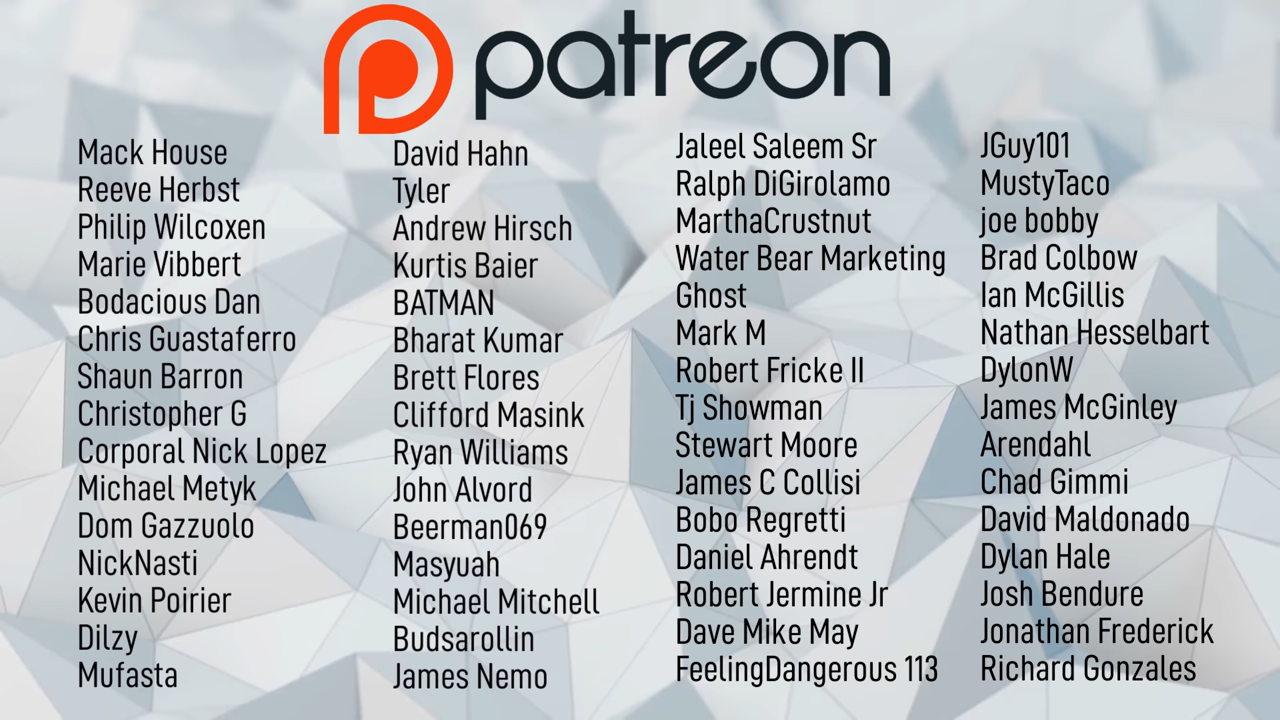 patreon
Mack House
Reeve Herbst
Philip Wilcoxen
Marie Vibbert
Bodacious Dan
Chris Guastaferro
Shaun Barron
Christopher G
Corporal Nick Lopez
Michael Metyk
Dom Gazzuolo
NickNasti
Kevin Poirier
Dilzy
Mufasta
David Hahn
Tyler
Andrew Hirsch
Kurtis Baier
BATMAN
Bharat Kumar
Brett Flores
Clifford Masink
Ryan Williams
John Alvord
Beerman069
Masyuah
Michael Mitchell
Budsarollin
James Nemo
Jaleel Saleem Sr
Ralph DiGirolamo
MarthaCrustnut
Water Bear Marketing
Ghost
Mark M
Robert Fricke II
Tj Showman
Stewart Moore
James C Collisi
Bobo Regretti
Daniel Ahrendt
Robert Jermine Jr
Dave Mike May
FeelingDangerous 113
JGuy101
MustyTaco
joe bobby
Brad Colbow
Ian McGillis
Nathan Hesselbart
DylonW
James McGinley
Arendahl
Chad Gimmi
David Maldonado
Dylan Hale
Josh Bendure
Jonathan Frederick
Richard Gonzales